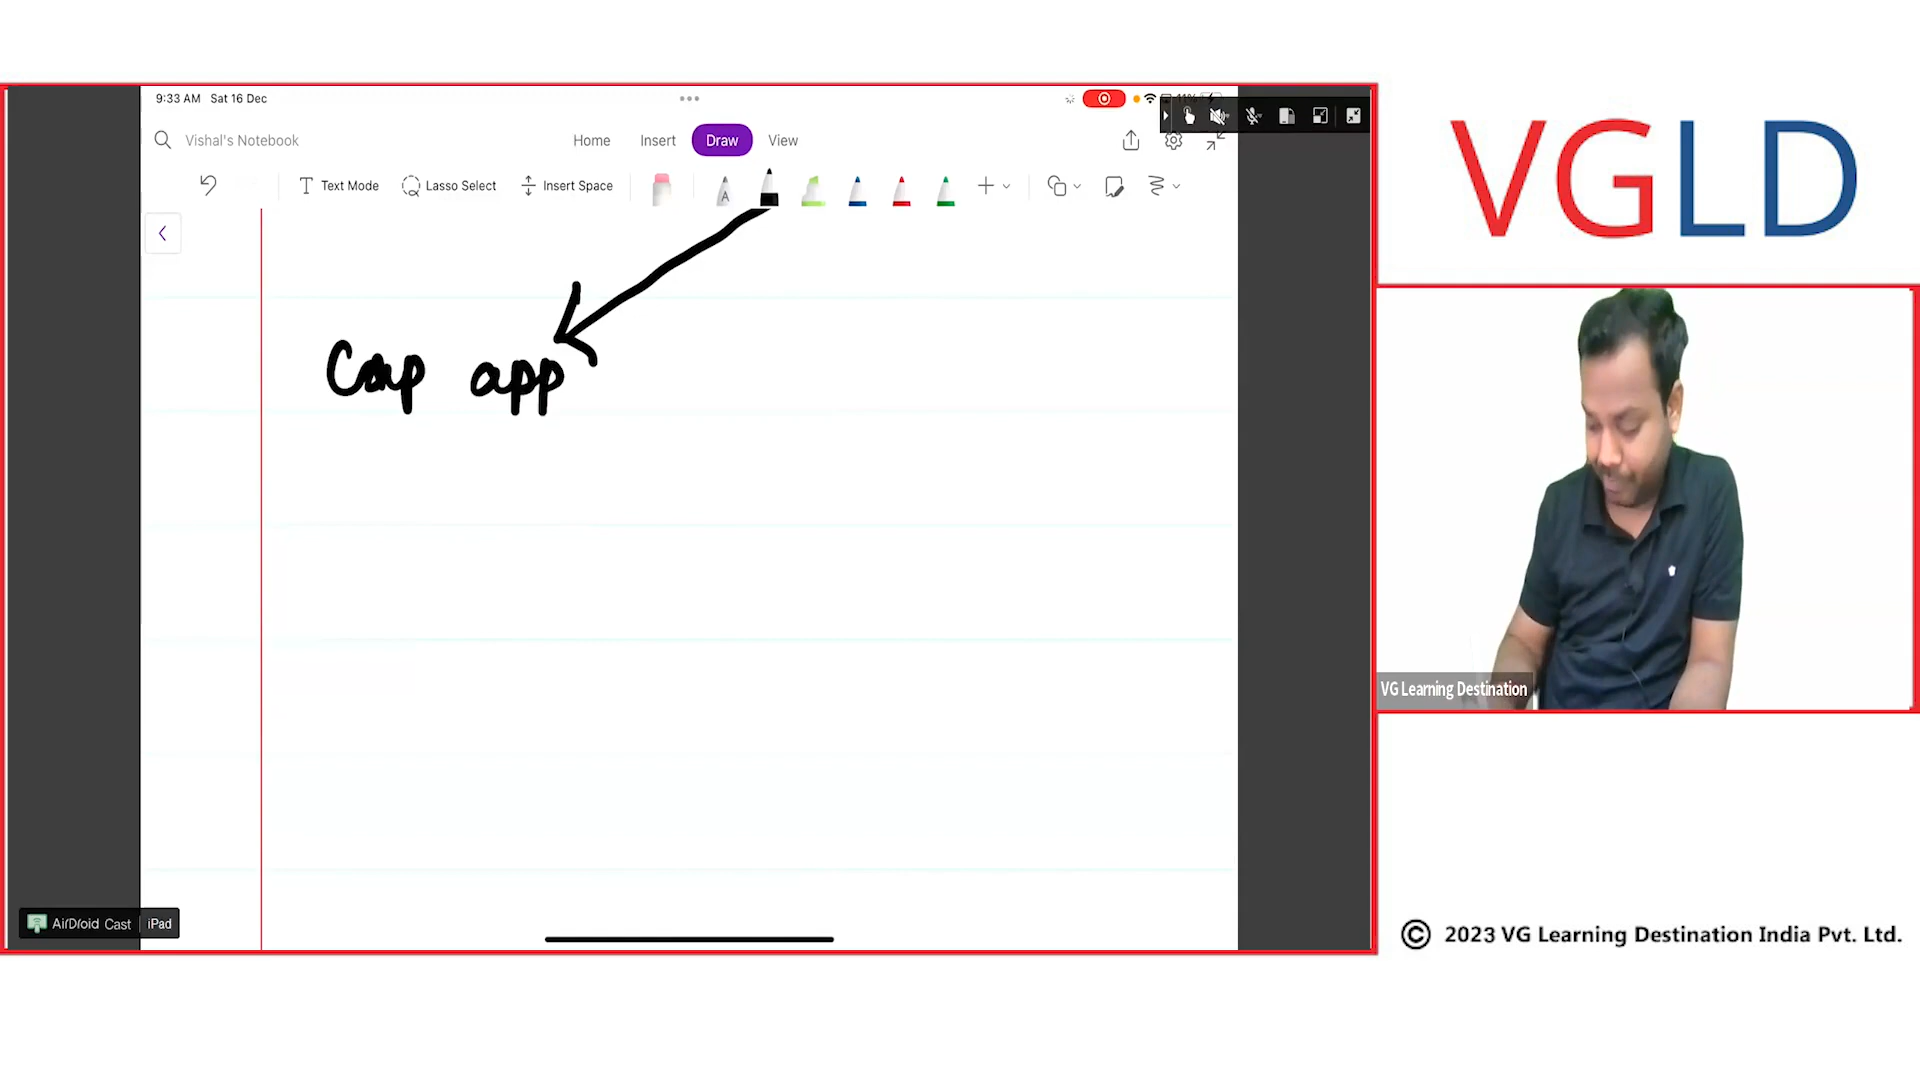 9:33 AM Sat 16 Dec
11%
Vishal's Notebook
Home Insert Draw View
Text Mode Lasso Select Insert Space
A
app
AirDroid Cast iPad
VGLD
VG Learning Destination
© 2023 VG Learning Destination India Pvt. Ltd.